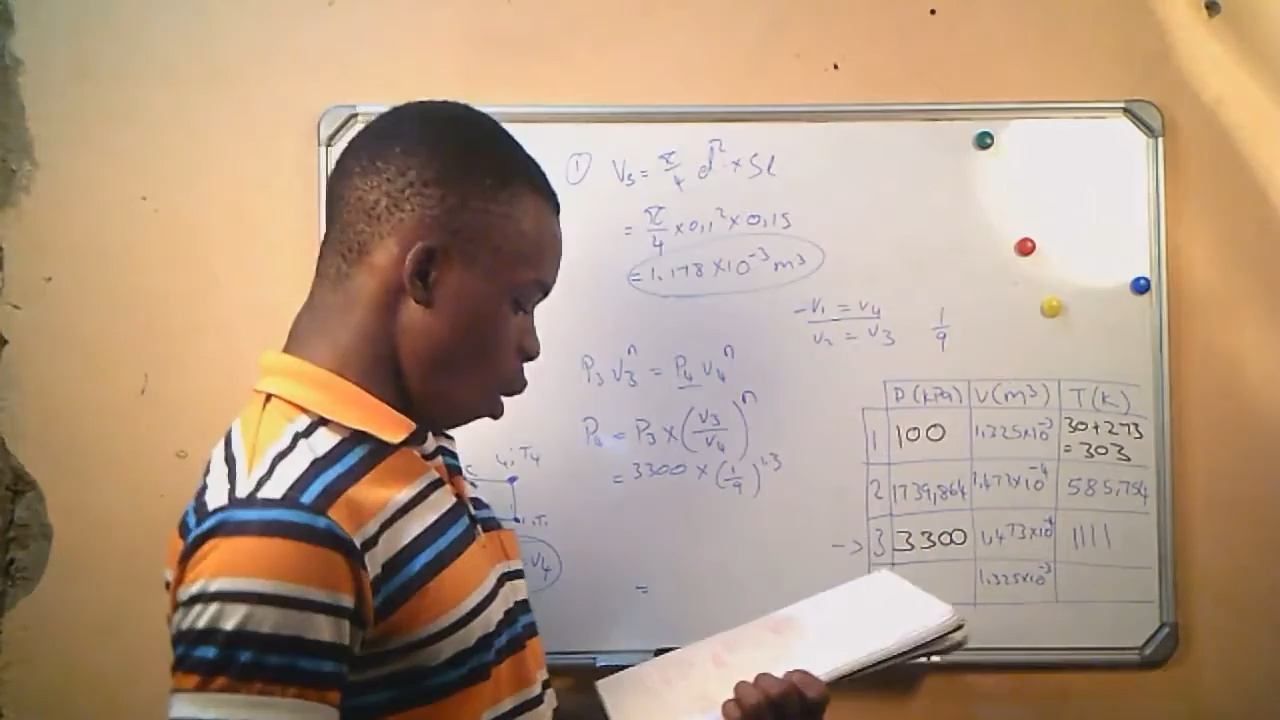 ① Vs = π/4 d² × SL
= π/4 × 0,1² × 0,15
= 1,178 × 10⁻³ m³
- V₁ = V₄
V₂ = V₃
1/9
P₃ V₃ⁿ = P₄ V₄ⁿ
P₄ = P₃ × (V₃/V₄)ⁿ
= 3300 × (1/9)¹·³
=
4, T₄
V₄
P (kPa) V (m³) T (K)
1 100 1,325×10⁻³ 30+273 = 303
2 1739,864 1,473×10⁻⁴ 585,754
-> 3 3300 1,473×10⁻⁴ 1111
1,325×10⁻³